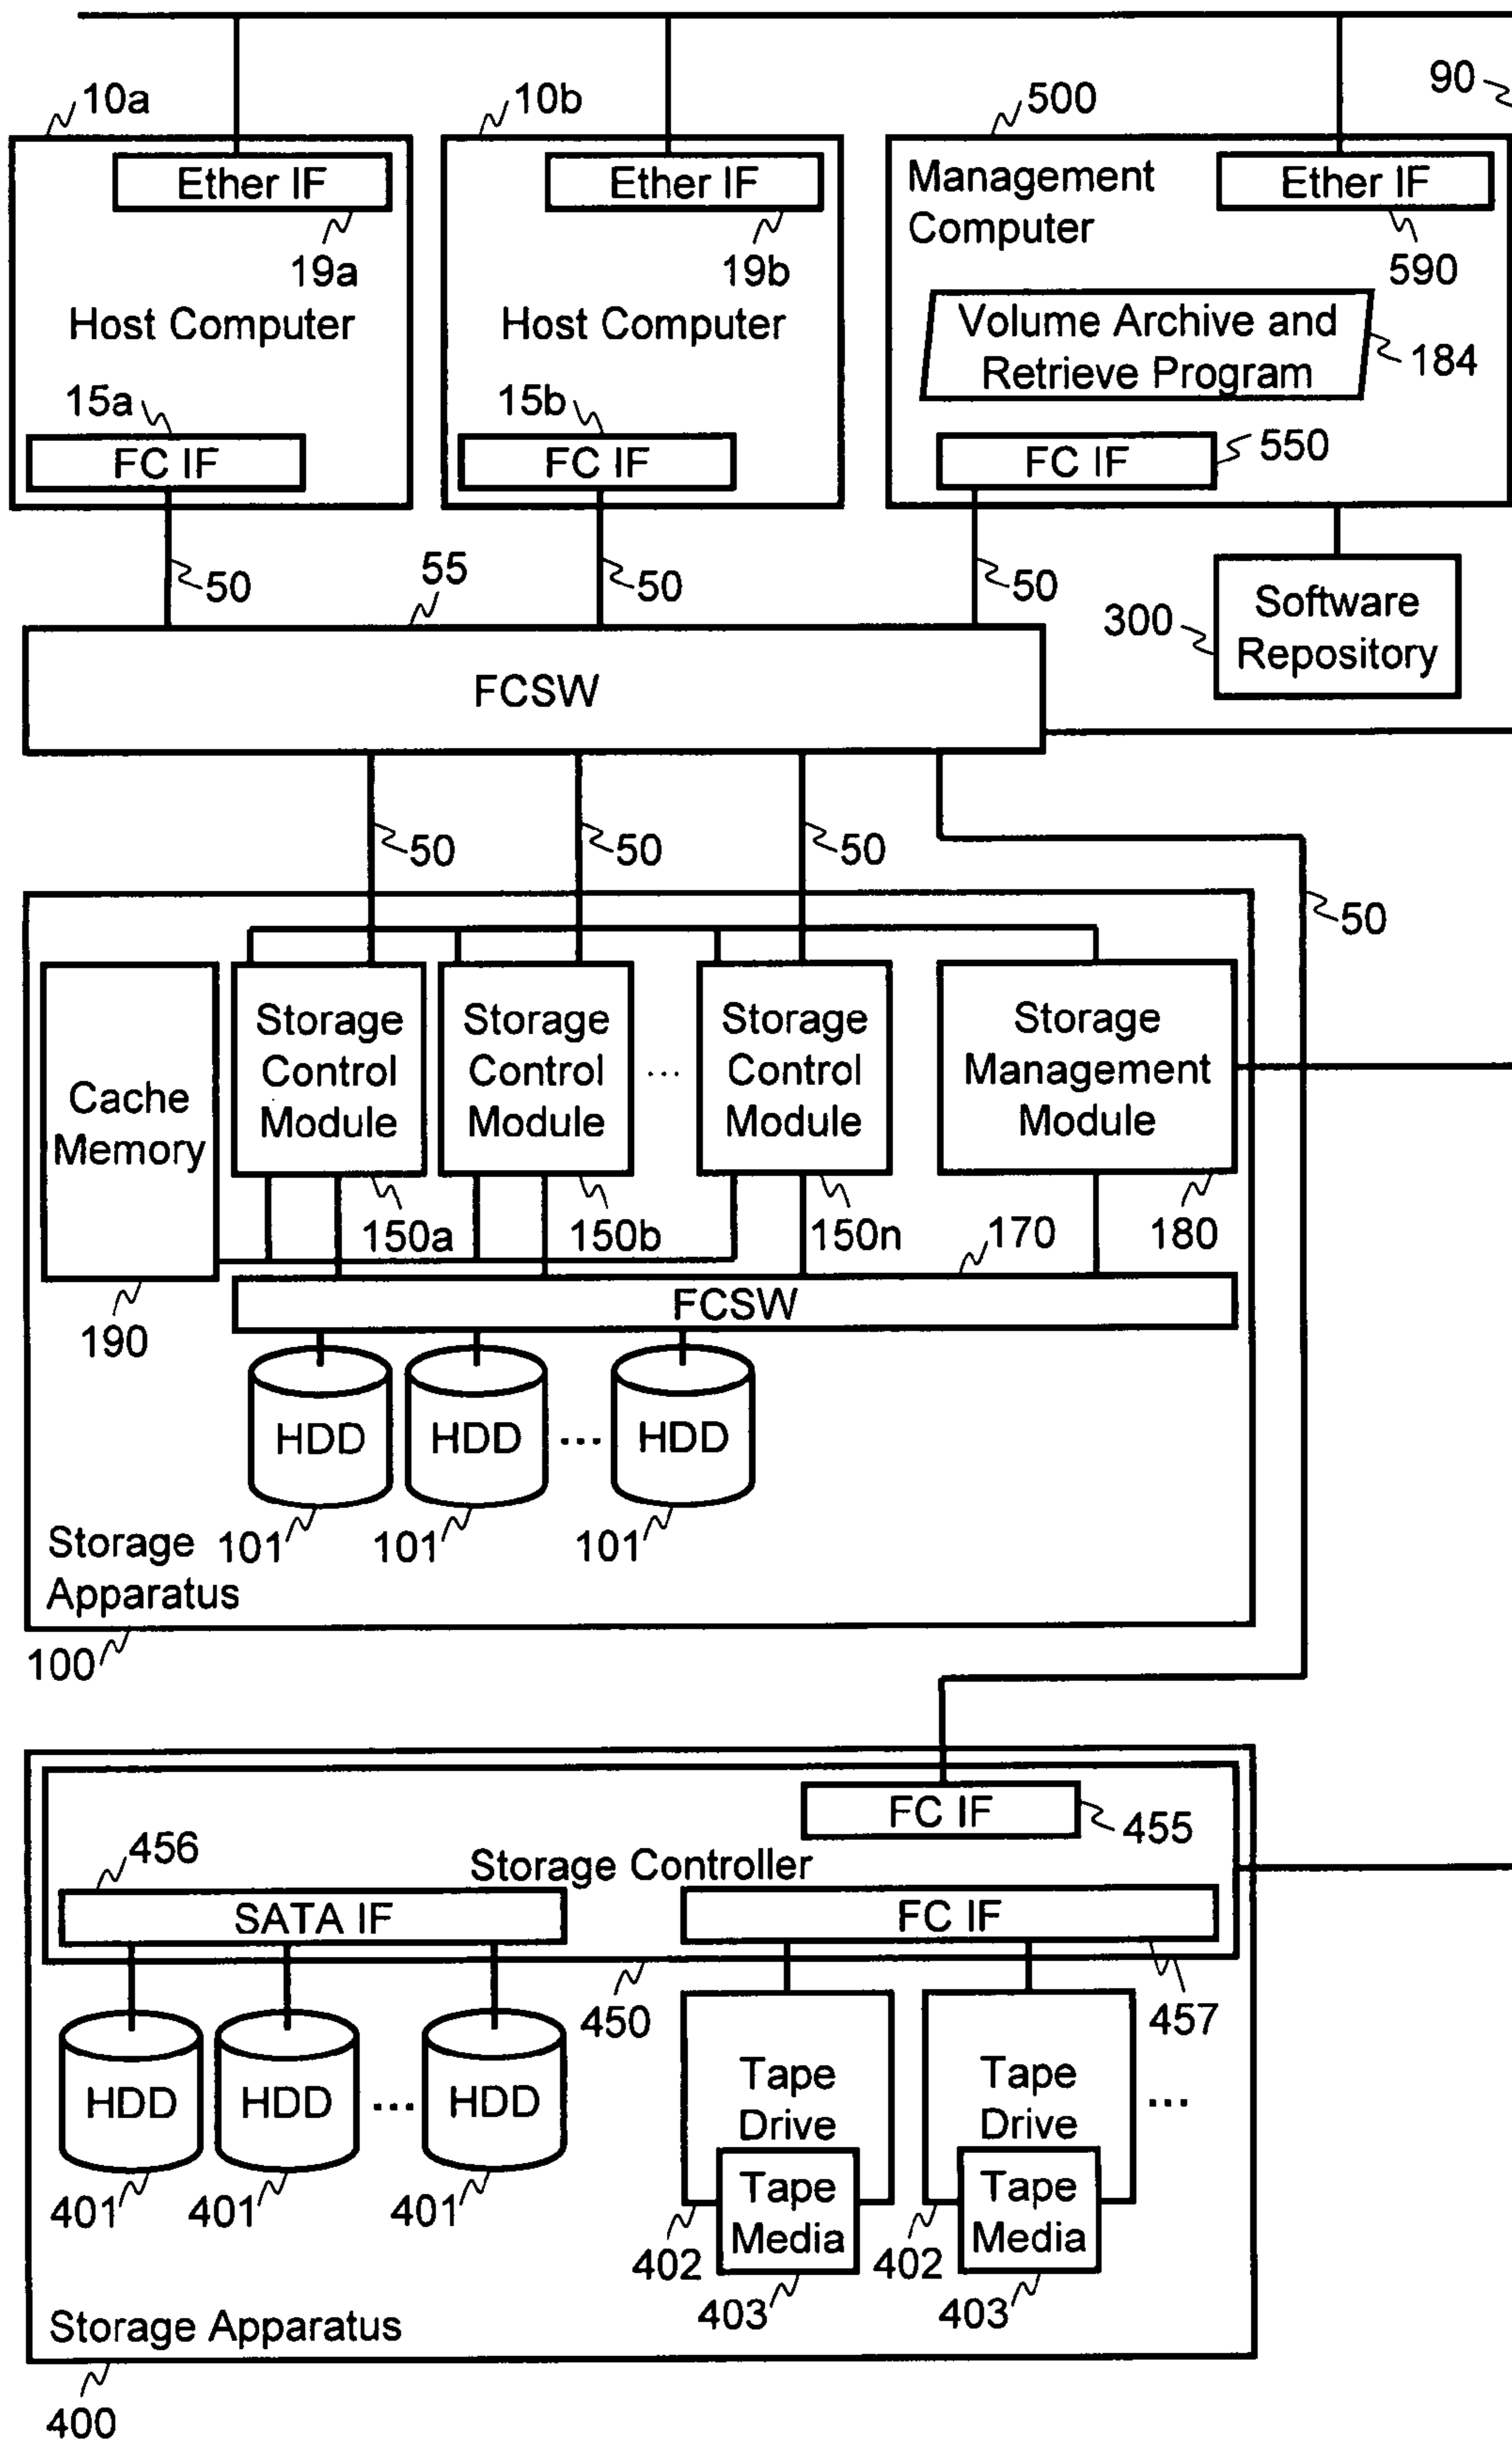 90
10a
10b
500
Ether IF
Ether IF
Management
Computer
Ether IF
19a
19b
590
Host Computer
Host Computer
Volume Archive and
Retrieve Program
184
15a
15b
FC IF
FC IF
FC IF
550
50
55
50
50
300
Software
Repository
FCSW
50
50
50
50
Cache
Memory
Storage
Control
Module
Storage
Control
Module
...
Storage
Control
Module
Storage
Management
Module
150a
150b
150n
170
180
190
FCSW
HDD
HDD
...
HDD
101
101
101
Storage
Apparatus
100
FC IF
455
456
Storage Controller
SATA IF
FC IF
450
457
HDD
HDD
...
HDD
401
401
401
Tape
Drive
Tape
Media
Tape
Drive
Tape
Media
...
402
402
403
403
Storage Apparatus
400